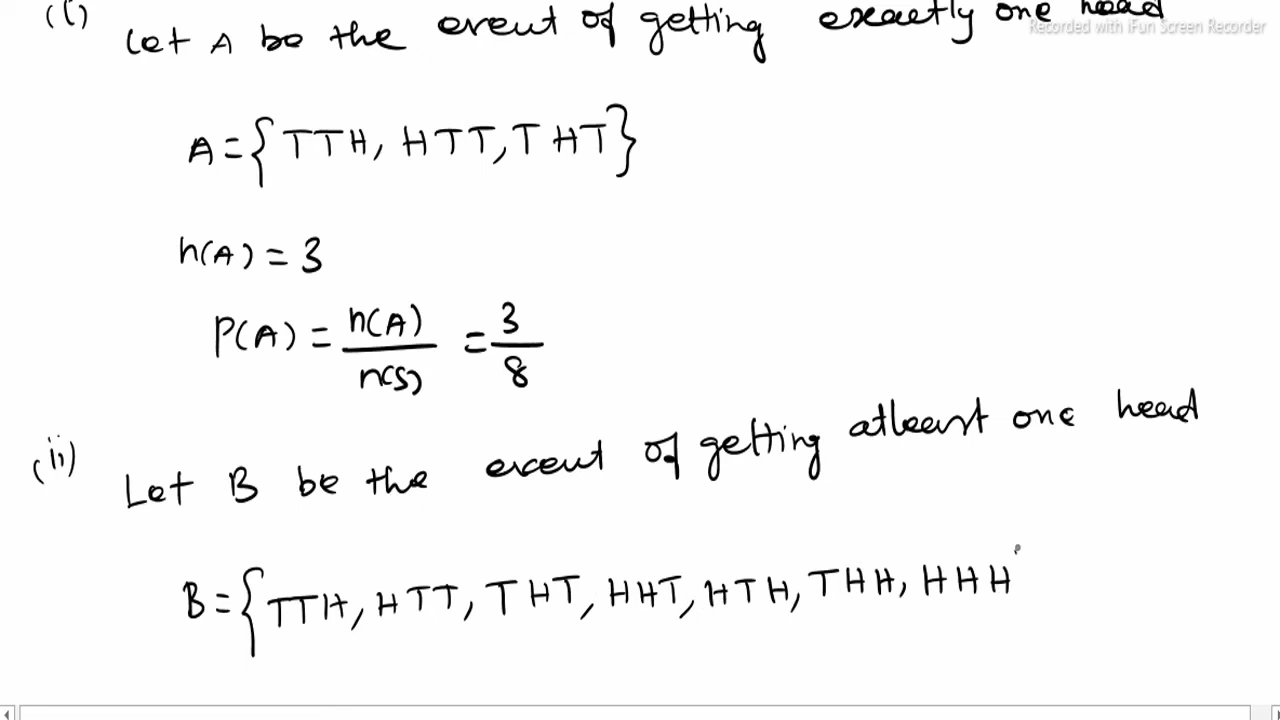 (i) Let A be the event of getting exactly one head
Recorded with iFun Screen Recorder
A = { TTH, HTT, THT }
n(A) = 3
P(A) = n(A)/n(S) = 3/8
(ii) Let B be the event of getting atleast one head
B = { TTH, HTT, THT, HHT, HTH, THH, HHH